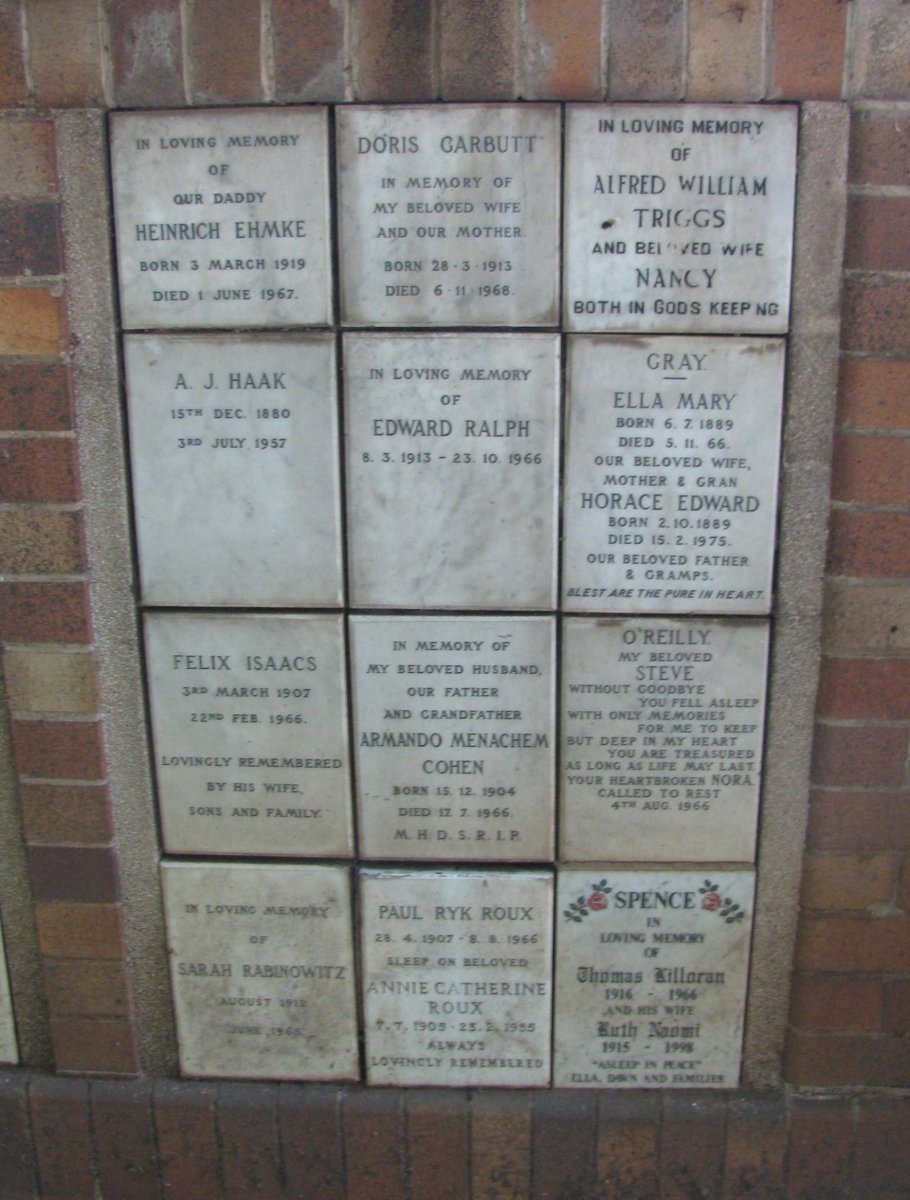 IN LOVING MEMORY
OF
OUR DADDY
HEINRICH EHMKE
BORN 3 MARCH 1919
DIED 1 JUNE 1967.
DORIS GARBUTT
IN MEMORY OF
MY BELOVED WIFE
AND OUR MOTHER.
BORN 28·3·1913
DIED 6·11·1968.
IN LOVING MEMORY
OF
ALFRED WILLIAM
TRIGGS
AND BELOVED WIFE
NANCY
BOTH IN GODS KEEP NG
A. J. HAAK
15TH DEC. 1880
3RD JULY, 1957
IN LOVING MEMORY
OF
EDWARD RALPH
8. 3. 1913 - 23. 10. 1966
GRAY.
ELLA MARY
BORN 6. 7. 1889
DIED 5. 11. 66.
OUR BELOVED WIFE,
MOTHER & GRAN
HORACE EDWARD
BORN 2.10.1889
DIED 15. 2. 1975.
OUR BELOVED FATHER
& GRAMPS.
BLEST ARE THE PURE IN HEART.
FELIX ISAACS
3RD MARCH 1907
22ND FEB. 1966.
LOVINGLY REMEMBERED
BY HIS WIFE,
SONS AND FAMILY.
IN MEMORY OF
MY BELOVED HUSBAND,
OUR FATHER
AND GRANDFATHER
ARMANDO MENACHEM
COHEN
BORN 15. 12. 1904
DIED 17. 7. 1966.
M. H. D. S. R. I. P.
O'REILLY.
MY BELOVED
STEVE
WITHOUT GOODBYE
YOU FELL ASLEEP
WITH ONLY MEMORIES
FOR ME TO KEEP
BUT DEEP IN MY HEART
YOU ARE TREASURED
AS LONG AS LIFE MAY LAST.
YOUR HEARTBROKEN NORA.
CALLED TO REST
4TH AUG. 1966
IN LOVING MEMORY
OF
SARAH RABINOWITZ
AUGUST
JUNE
PAUL RYK ROUX
28. 4. 1907 - 8. 8. 1966
SLEEP ON BELOVED
ANNIE CATHERINE
ROUX
7. 7. 1905 - 23. 2. 1985
ALWAYS
LOVINGLY REMEMBERED
SPENCE
IN
LOVING MEMORY
OF
Thomas Killoran
1916 - 1966
AND HIS WIFE
Ruth Naomi
1915 - 1998
"ASLEEP IN PEACE"
ELLA, DAWN AND FAMILIES